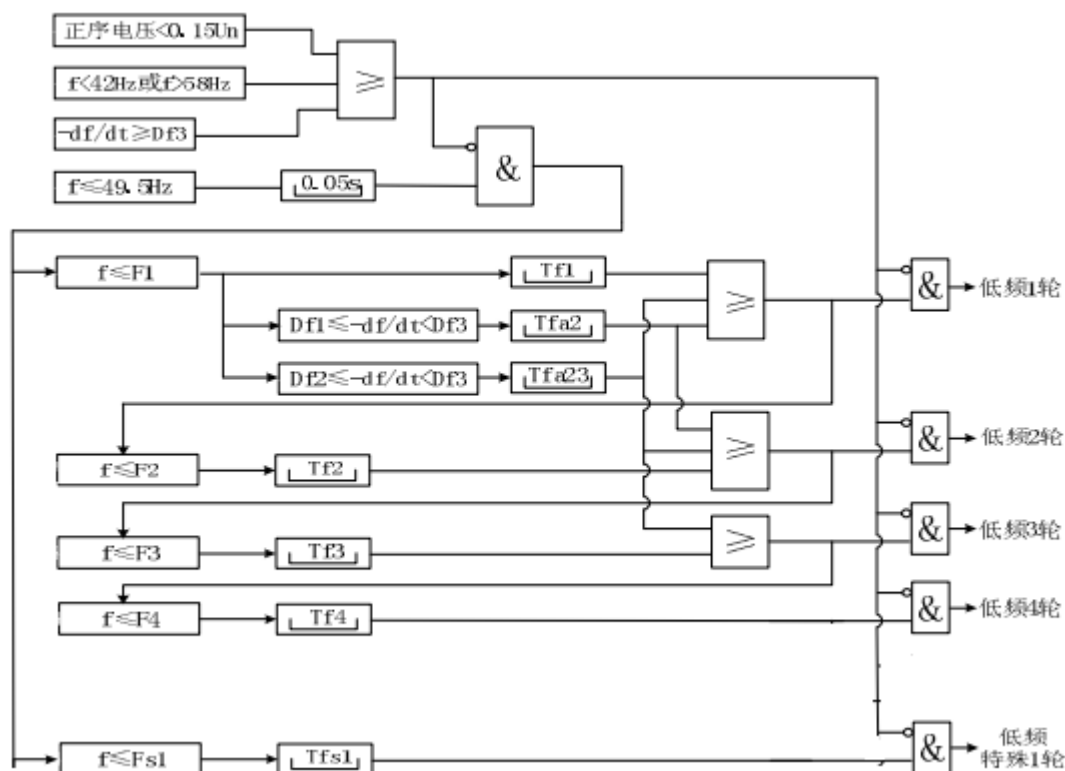 正序电压<0.15Un
f<42Hz或f>58Hz
≥
-df/dt≥Df3
&
f≤49.5Hz
0.05s
f≤F1
Tf1
≥
&
低频1轮
Df1≤-df/dt<Df3
Tfa2
Df2≤-df/dt<Df3
Tfa23
f≤F2
Tf2
≥
&
低频2轮
f≤F3
Tf3
≥
&
低频3轮
f≤F4
Tf4
&
低频4轮
f≤Fs1
Tfs1
&
低频
特殊1轮